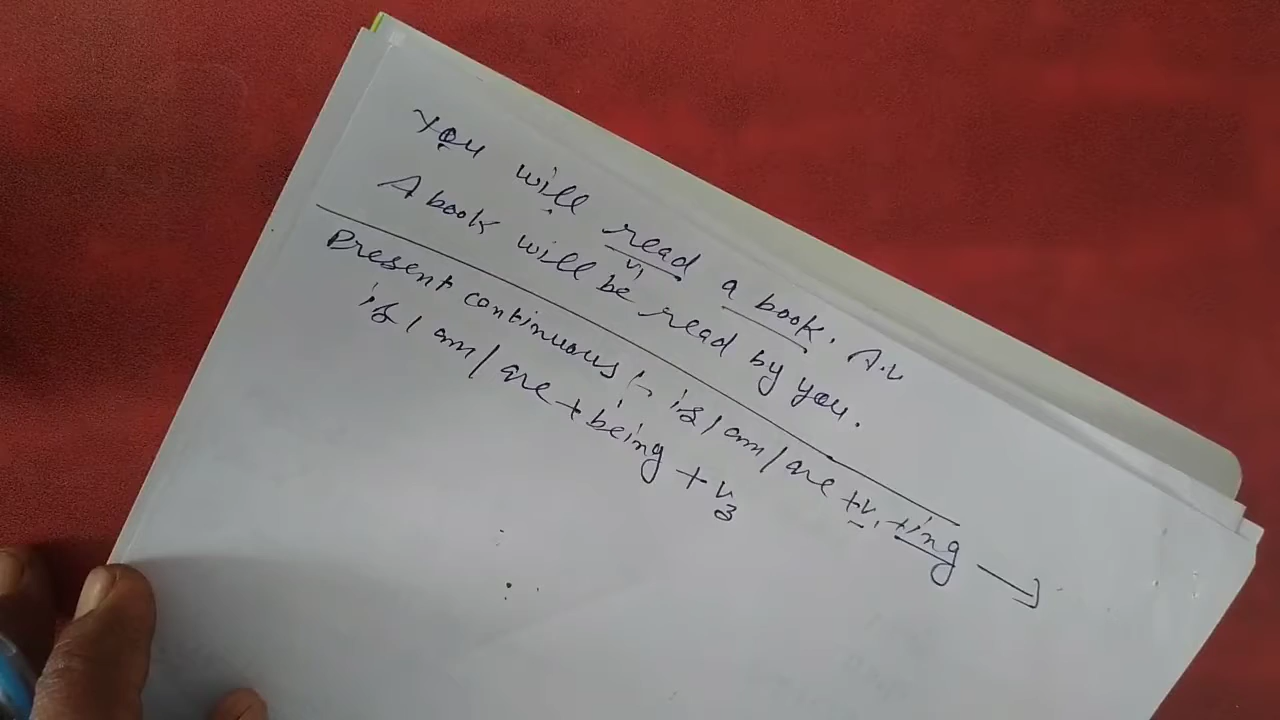 You will read a book. A.V
V1
A book will be read by you.
Present continuous :- is / am / are + V1 + ing →
is / am / are + being + V3